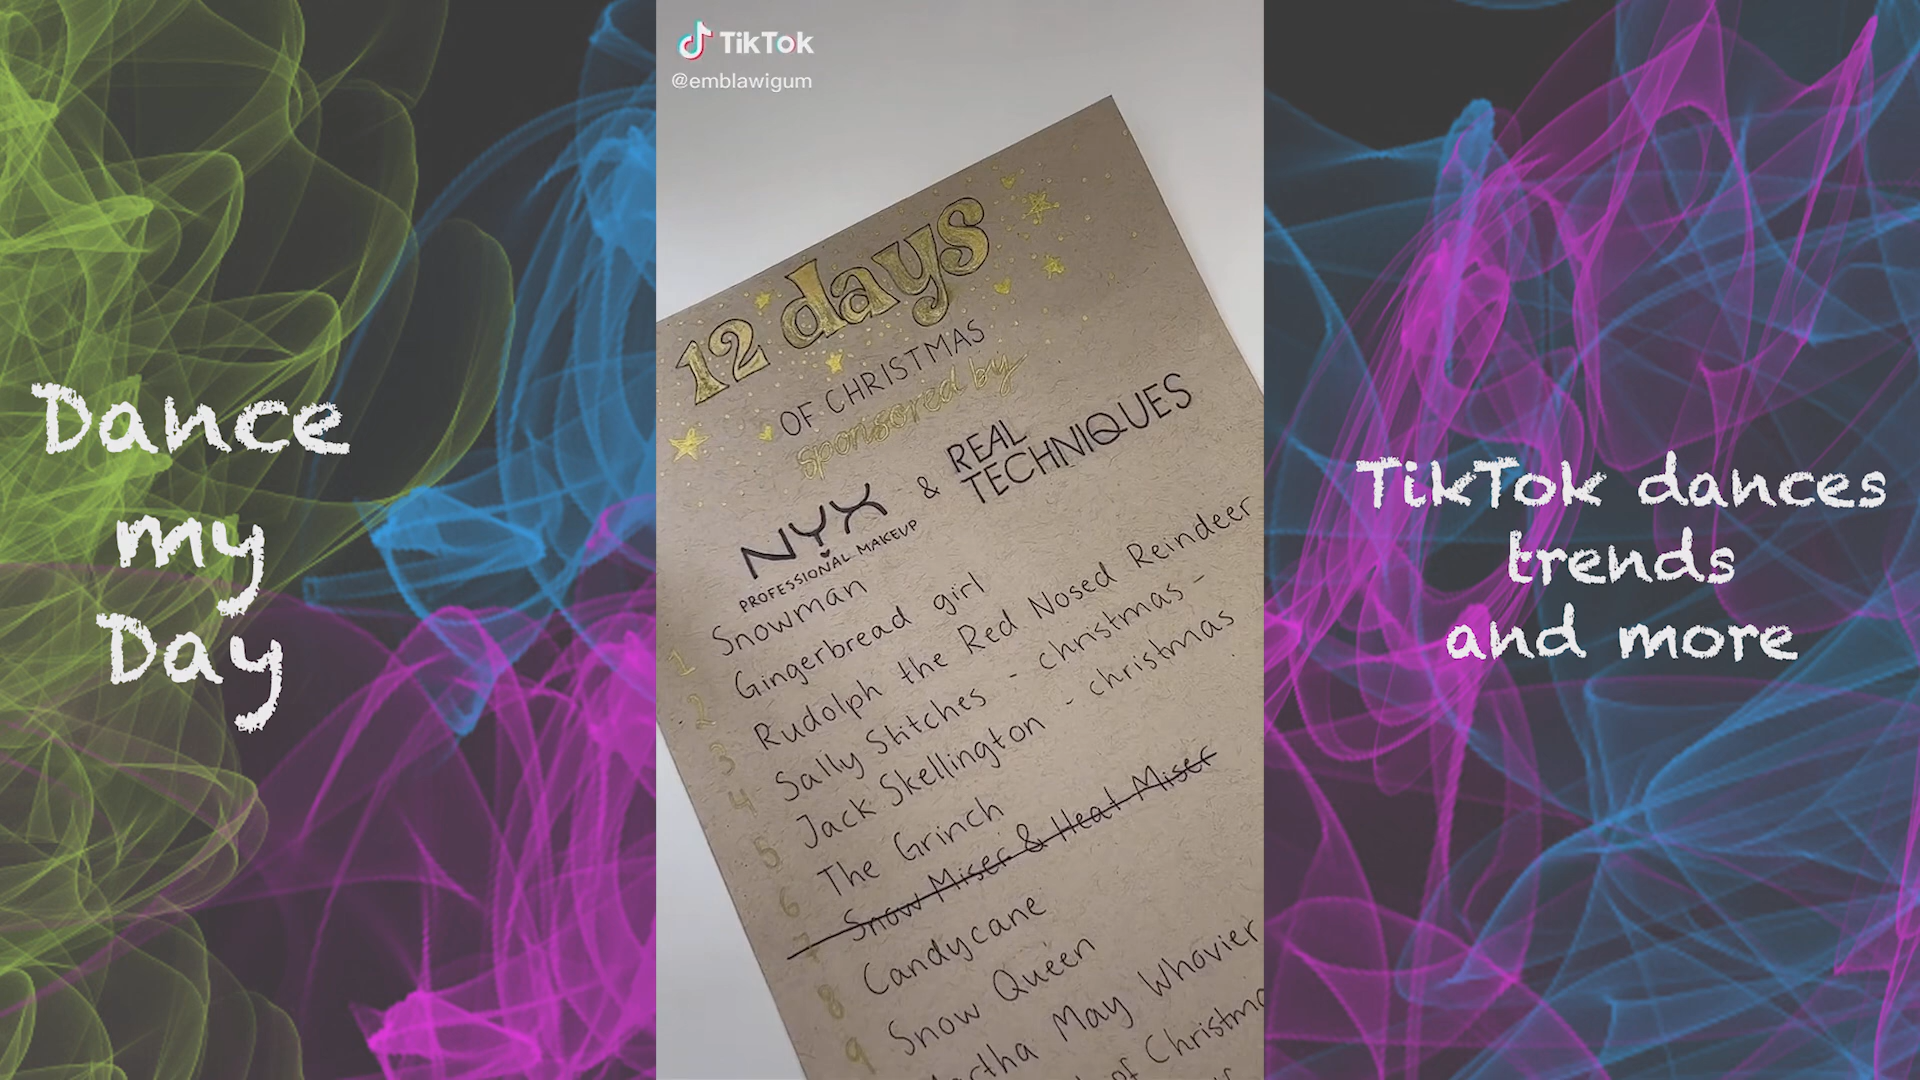 Dance
my
Day
TikTok
@emblawigum
12 days
OF CHRISTMAS
sponsored by
NYX
PROFESSIONAL MAKEUP
&
REAL
TECHNIQUES
1 Snowman
2 Gingerbread girl
3 Rudolph the Red Nosed Reindeer
4 Sally Stitches - christmas -
5 Jack Skellington - christmas
6 The Grinch
7 Snow Miser & Heat Miser
8 Candycane
9 Snow Queen
May Whovier
of
TikTok dances
trends
and more